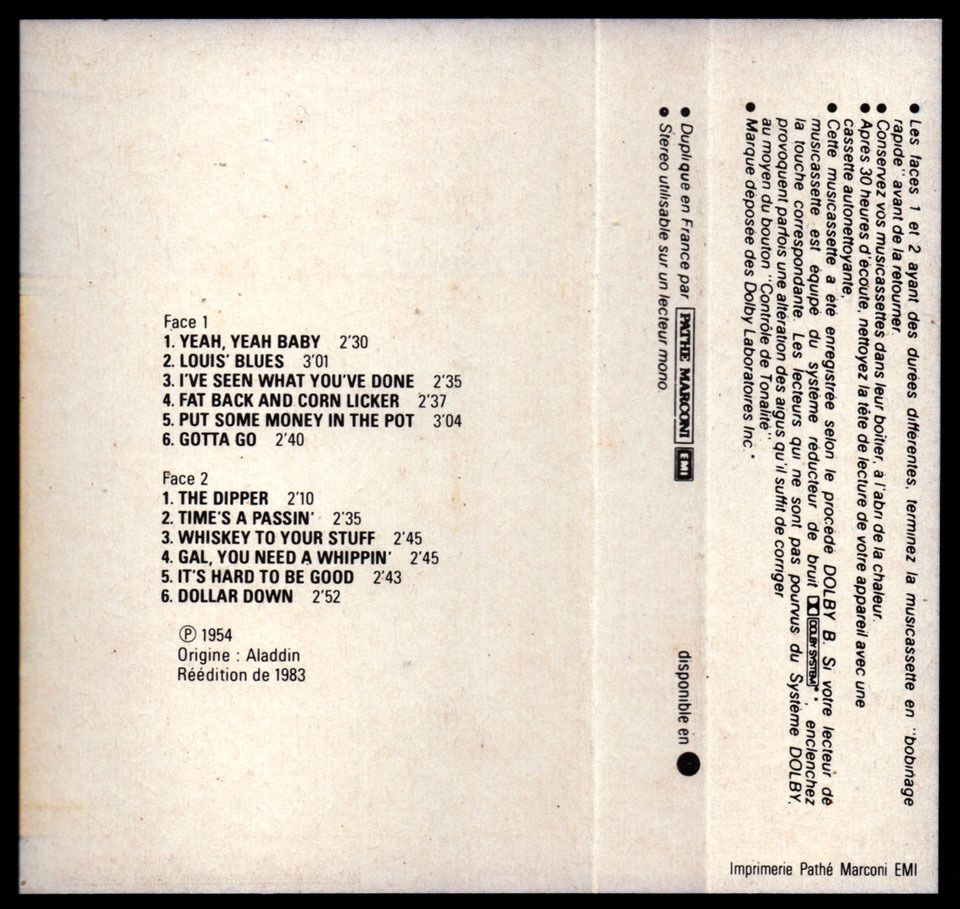 Face 1
1. YEAH, YEAH BABY 2'30
2. LOUIS' BLUES 3'01
3. I'VE SEEN WHAT YOU'VE DONE 2'35
4. FAT BACK AND CORN LICKER 2'37
5. PUT SOME MONEY IN THE POT 3'04
6. GOTTA GO 2'40
Face 2
1. THE DIPPER 2'10
2. TIME'S A PASSIN' 2'35
3. WHISKEY TO YOUR STUFF 2'45
4. GAL, YOU NEED A WHIPPIN' 2'45
5. IT'S HARD TO BE GOOD 2'43
6. DOLLAR DOWN 2'52
Ⓟ 1954
Origine : Aladdin
Réédition de 1983
● Duplique en France par PATHE MARCONI EMI
● Stereo utilisable sur un lecteur mono
disponible en ●
● Les faces 1 et 2 ayant des durées différentes, terminez la musicassette en "bobinage
rapide" avant de la retourner.
● Conservez vos musicassettes dans leur boîtier, à l'abri de la chaleur.
● Apres 30 heures d'écoute, nettoyez la tête de lecture de votre appareil avec une
cassette autonettoyante.
● Cette musicassette a été enregistrée selon le procédé DOLBY B. Si votre lecteur de
musicassette est équipé du système réducteur de bruit DOLBY SYSTEM*, enclenchez
la touche correspondante. Les lecteurs qui ne sont pas pourvus du Système DOLBY,
provoquent parfois une altération des aigus qu'il suffit de corriger
au moyen du bouton "Contrôle de Tonalité".
● Marque déposée des Dolby Laboratoires Inc.*
Imprimerie Pathé Marconi EMI